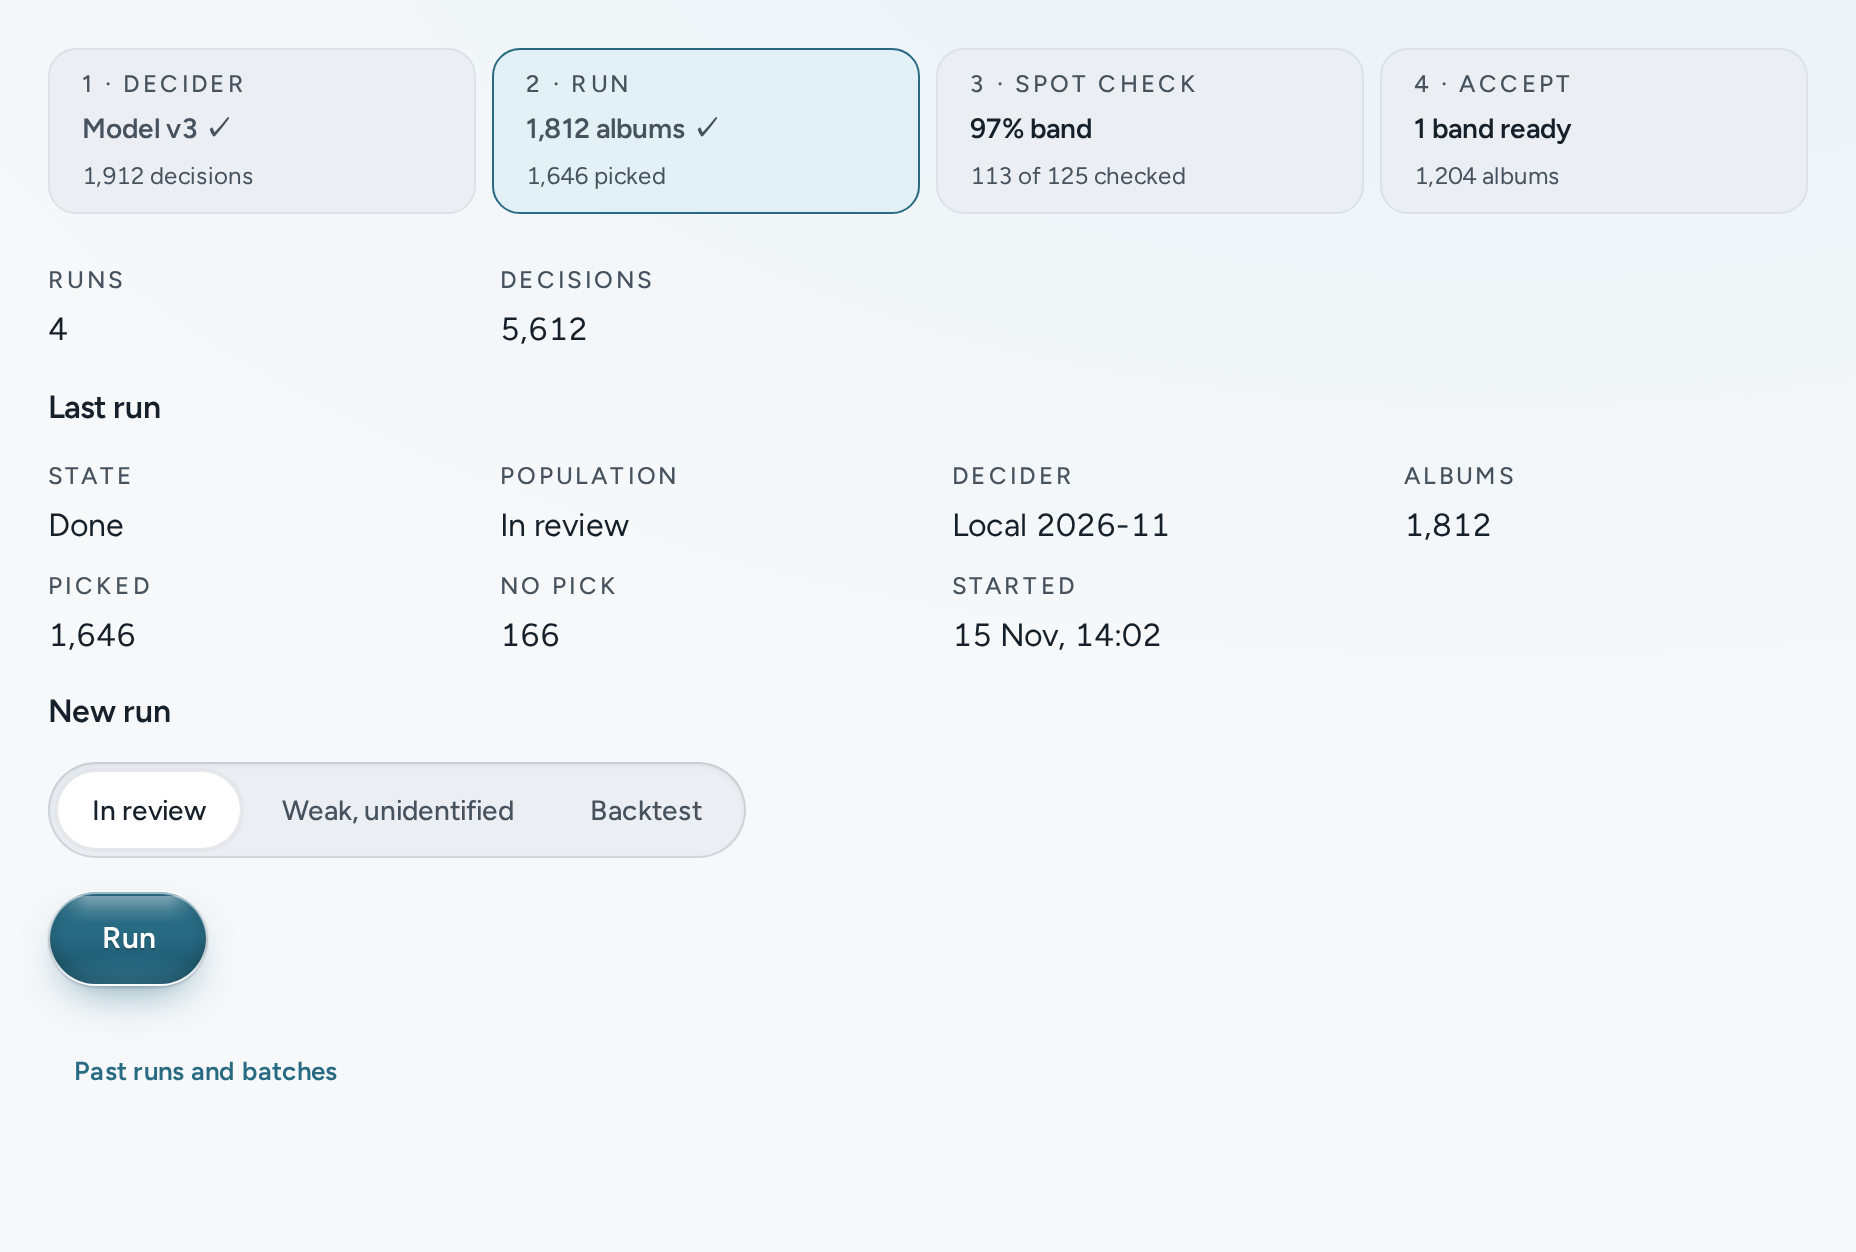 1 · DECIDER
Model v3 ✓
1,912 decisions
2 · RUN
1,812 albums ✓
1,646 picked
3 · SPOT CHECK
97% band
113 of 125 checked
4 · ACCEPT
1 band ready
1,204 albums
RUNS
4
DECISIONS
5,612
Last run
STATE
Done
POPULATION
In review
DECIDER
Local 2026-11
ALBUMS
1,812
PICKED
1,646
NO PICK
166
STARTED
15 Nov, 14:02
New run
In review
Weak, unidentified
Backtest
Run
Past runs and batches